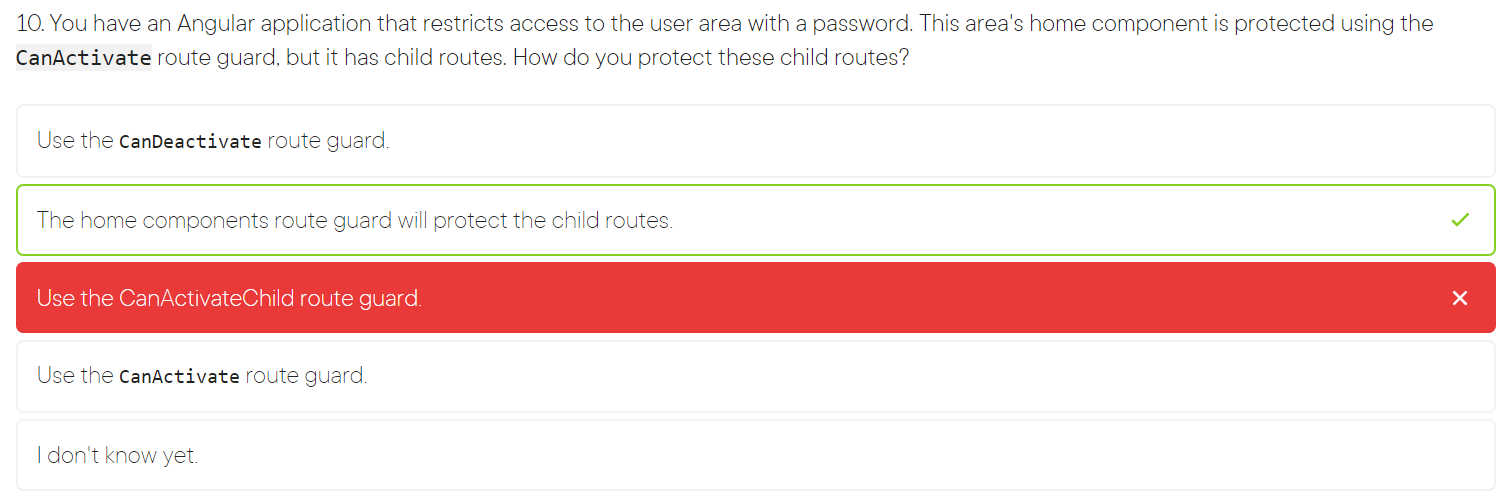 10. You have an Angular application that restricts access to the user area with a password. This area's home component is protected using the
CanActivate route guard, but it has child routes. How do you protect these child routes?
Use the CanDeactivate route guard.
The home components route guard will protect the child routes.
Use the CanActivateChild route guard.
Use the CanActivate route guard.
I don't know yet.